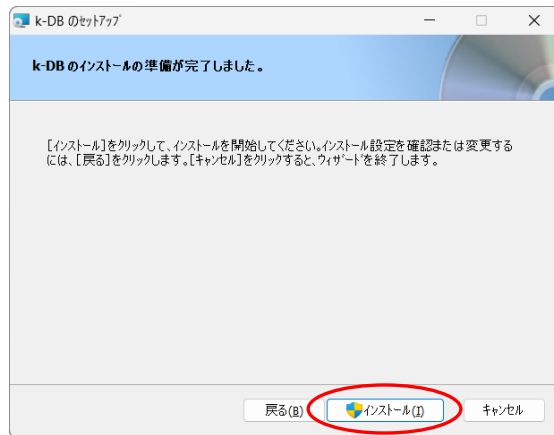 k-DB のｾｯﾄｱｯﾌﾟ
k-DB のｲﾝｽﾄｰﾙの準備が完了しました。
[ｲﾝｽﾄｰﾙ]をｸﾘｯｸして、ｲﾝｽﾄｰﾙを開始してください。ｲﾝｽﾄｰﾙ設定を確認または変更する
には、[戻る]をｸﾘｯｸします。[ｷｬﾝｾﾙ]をｸﾘｯｸすると、ｳｨｻﾞｰﾄﾞを終了します。
戻る(B) ｲﾝｽﾄｰﾙ(I) ｷｬﾝｾﾙ